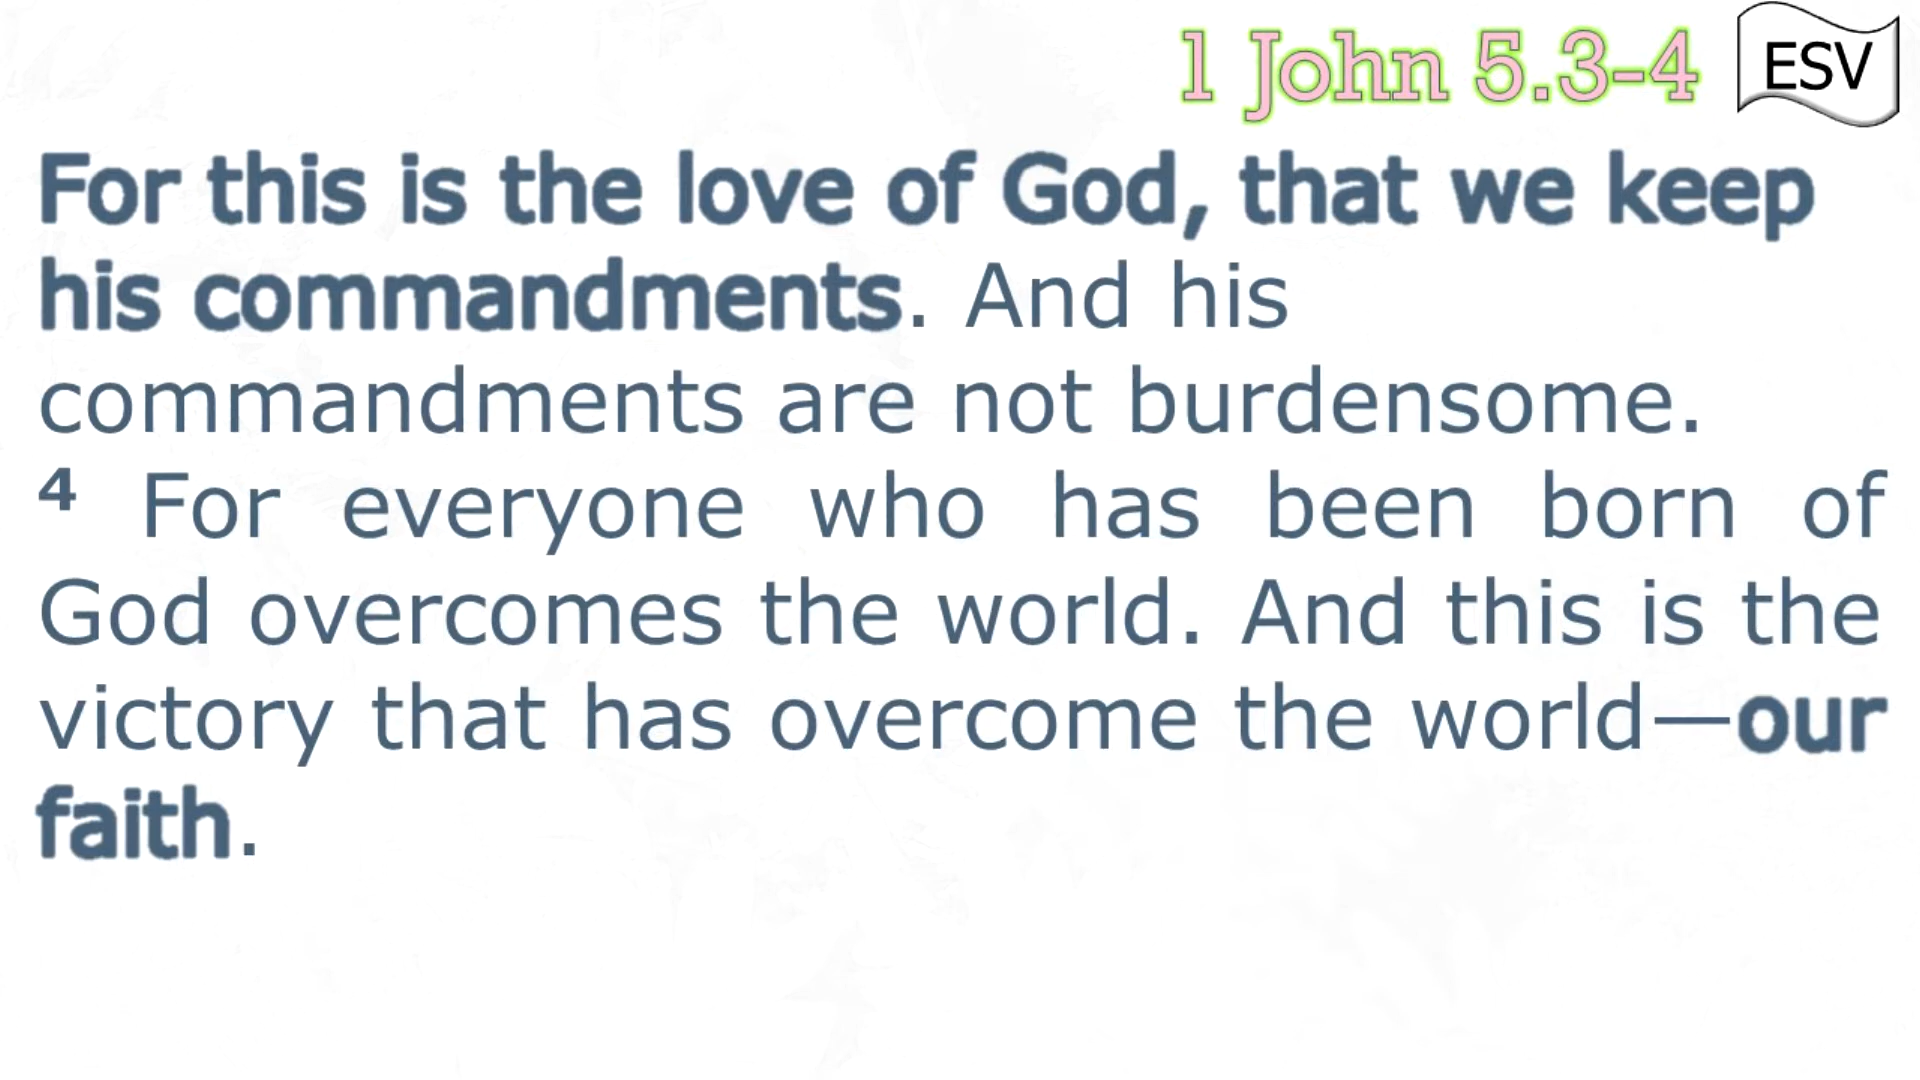 1 John 5.3-4 ESV
For this is the love of God, that we keep
his commandments. And his
commandments are not burdensome.
⁴ For everyone who has been born of
God overcomes the world. And this is the
victory that has overcome the world—our
faith.